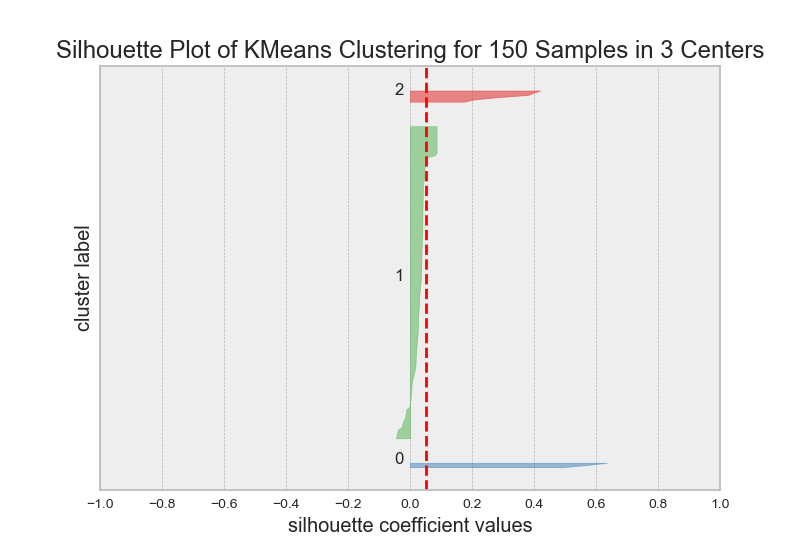 Silhouette Plot of KMeans Clustering for 150 Samples in 3 Centers
2
1
0
cluster label
−1.0 −0.8 −0.6 −0.4 −0.2 0.0 0.2 0.4 0.6 0.8 1.0
silhouette coefficient values